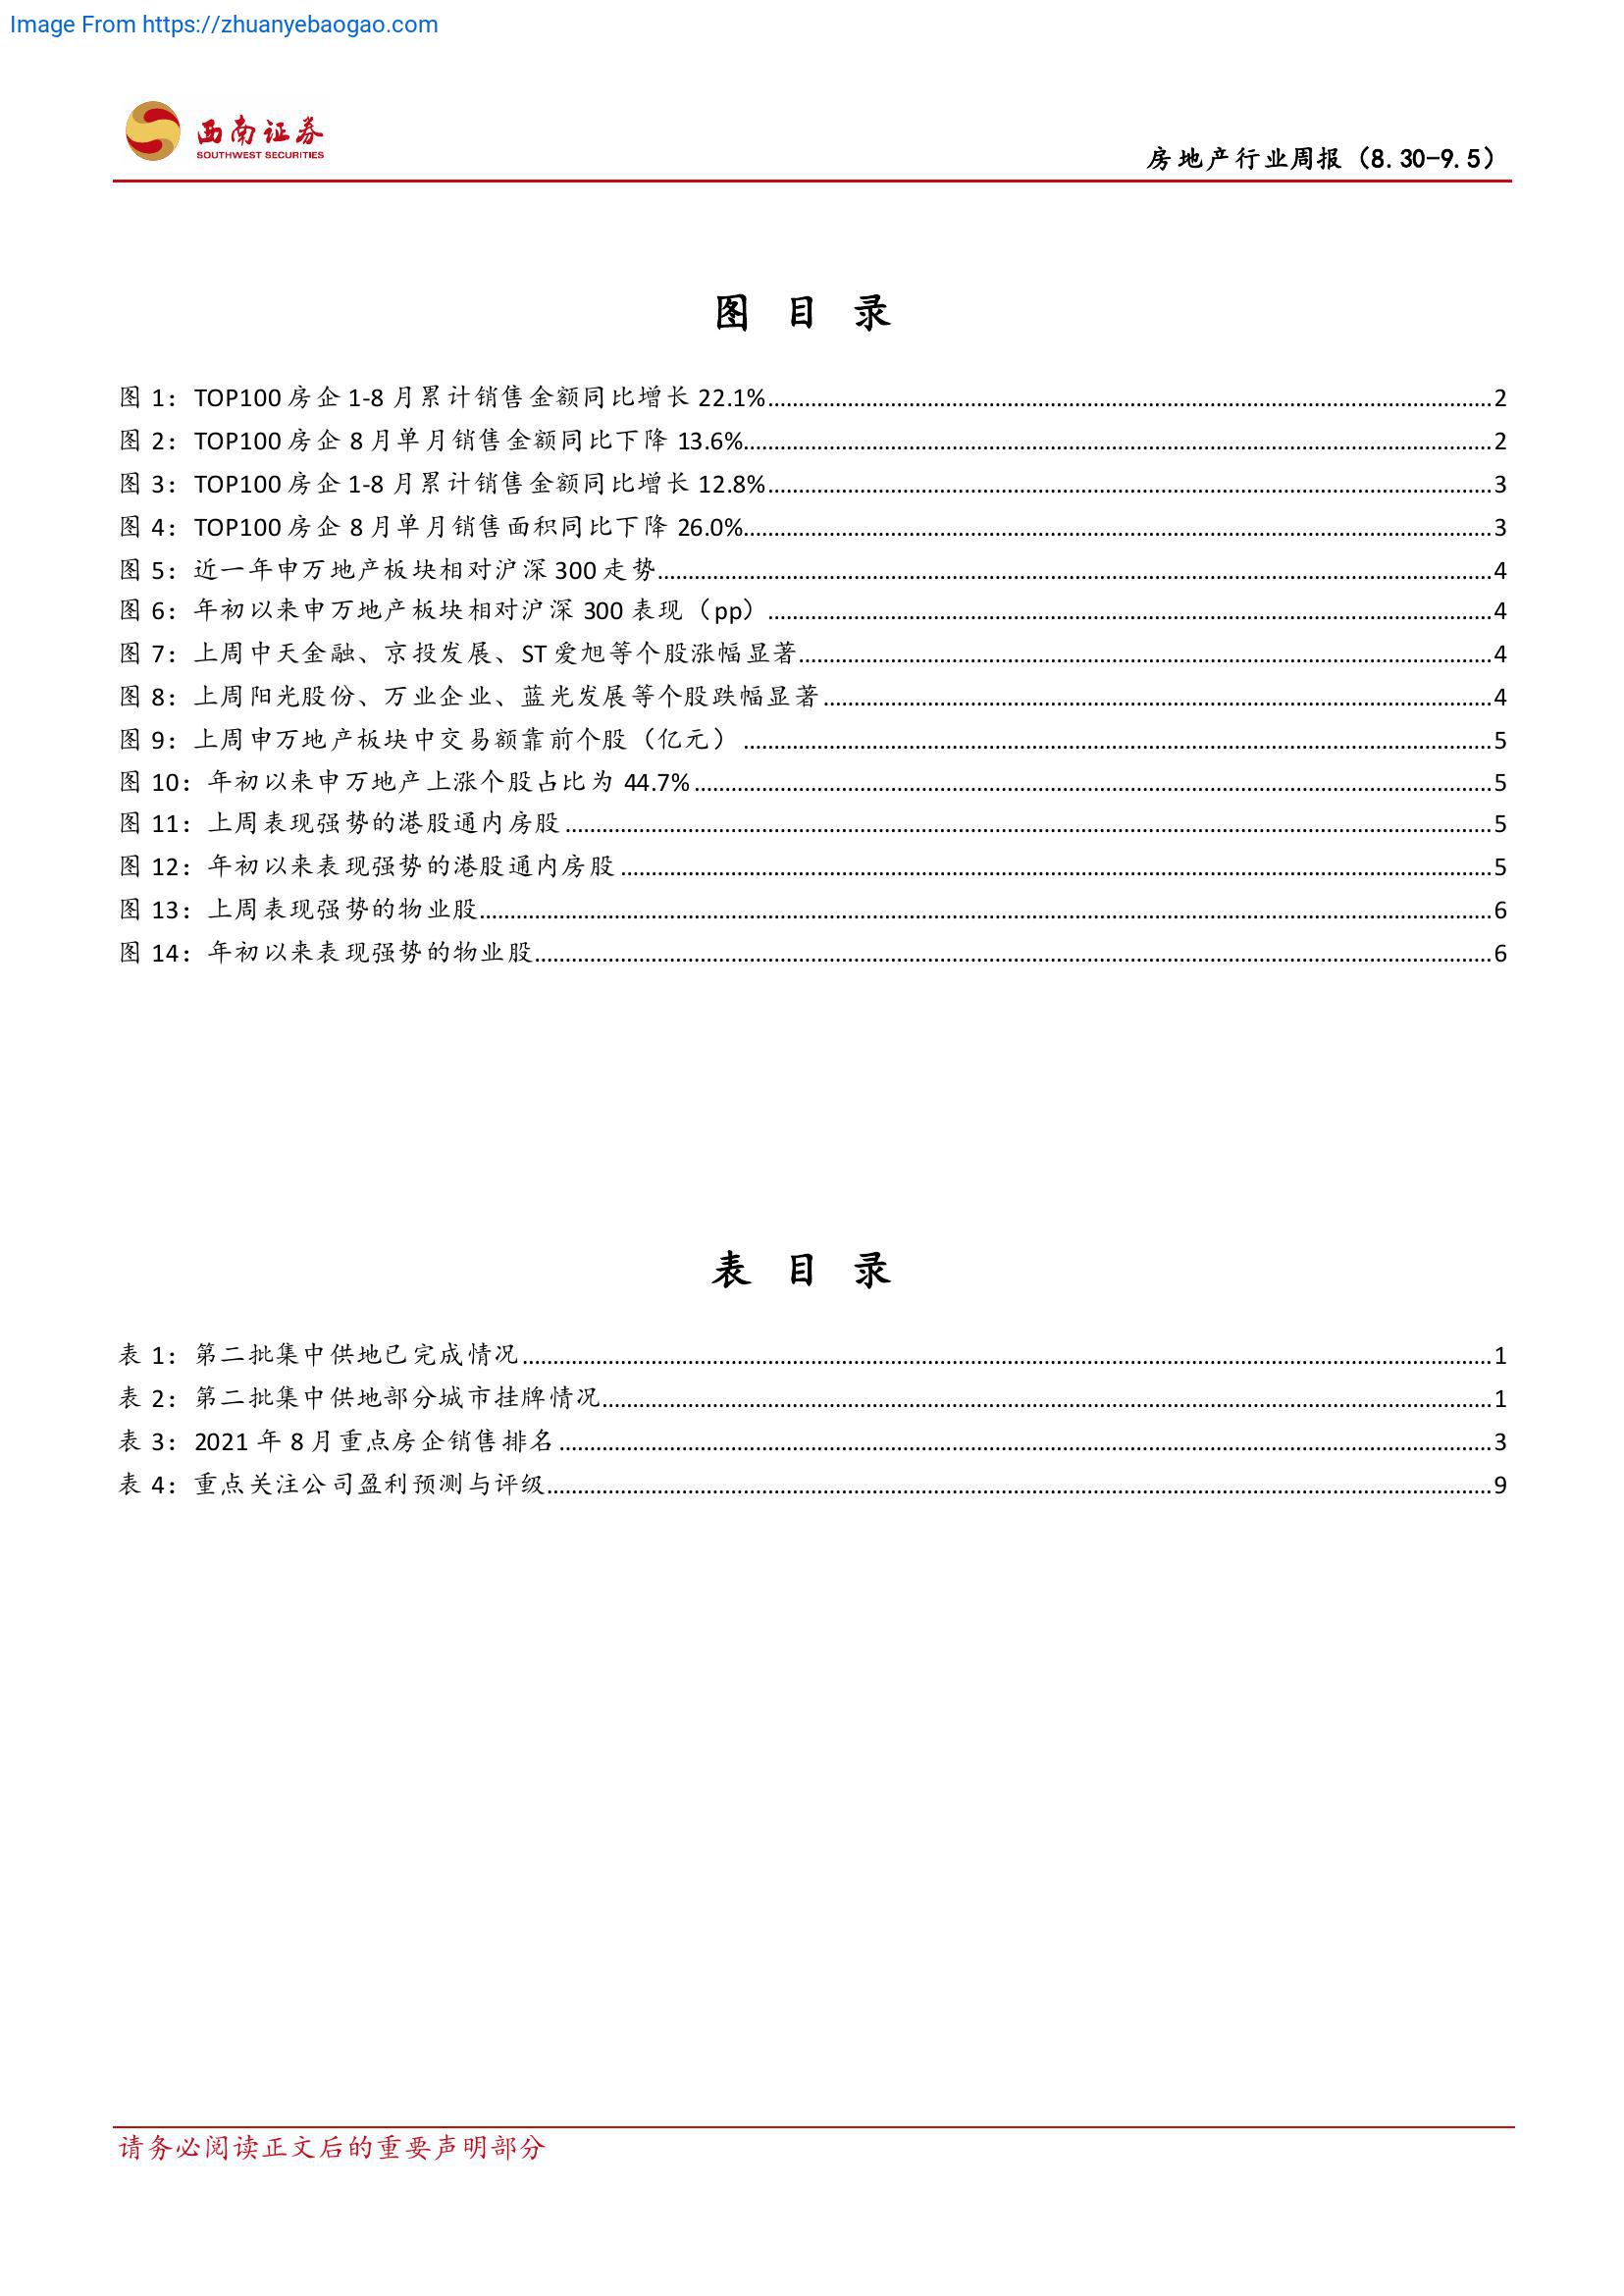 Image From https://zhuanyebaogao.com
西南证券
SOUTHWEST SECURITIES
房地产行业周报（8.30-9.5）
图 目 录
图 1：TOP100 房企 1-8 月累计销售金额同比增长 22.1%........2
图 2：TOP100 房企 8 月单月销售金额同比下降 13.6%........2
图 3：TOP100 房企 1-8 月累计销售金额同比增长 12.8%........3
图 4：TOP100 房企 8 月单月销售面积同比下降 26.0%........3
图 5：近一年申万地产板块相对沪深 300 走势........4
图 6：年初以来申万地产板块相对沪深 300 表现（pp）........4
图 7：上周中天金融、京投发展、ST 爱旭等个股涨幅显著........4
图 8：上周阳光股份、万业企业、蓝光发展等个股跌幅显著........4
图 9：上周申万地产板块中交易额靠前个股（亿元）........5
图 10：年初以来申万地产上涨个股占比为 44.7%........5
图 11：上周表现强势的港股通内房股........5
图 12：年初以来表现强势的港股通内房股........5
图 13：上周表现强势的物业股........6
图 14：年初以来表现强势的物业股........6
表 目 录
表 1：第二批集中供地已完成情况........1
表 2：第二批集中供地部分城市挂牌情况........1
表 3：2021 年 8 月重点房企销售排名........3
表 4：重点关注公司盈利预测与评级........9
请务必阅读正文后的重要声明部分